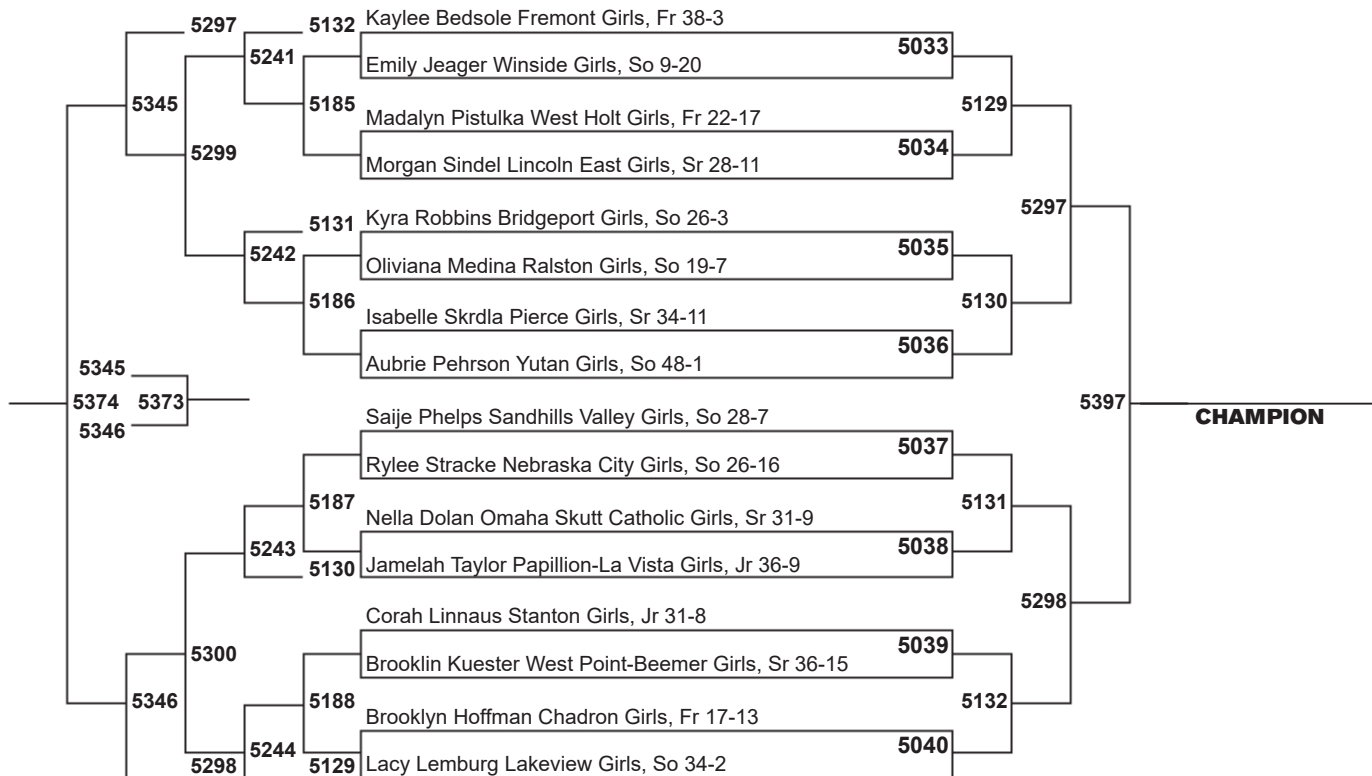 5297 5132 Kaylee Bedsole Fremont Girls, Fr 38-3
5033
5241
Emily Jeager Winside Girls, So 9-20
5345 5185 Madalyn Pistulka West Holt Girls, Fr 22-17 5129
5299 5034
Morgan Sindel Lincoln East Girls, Sr 28-11
5131 Kyra Robbins Bridgeport Girls, So 26-3 5297
5242 5035
Oliviana Medina Ralston Girls, So 19-7
5186 5130
Isabelle Skrdla Pierce Girls, Sr 34-11
5036
Aubrie Pehrson Yutan Girls, So 48-1
5345
5374 5373 5397
5346
CHAMPION
Saije Phelps Sandhills Valley Girls, So 28-7
5037
Rylee Stracke Nebraska City Girls, So 26-16
5187 5131
Nella Dolan Omaha Skutt Catholic Girls, Sr 31-9
5243 5038
5130 Jamelah Taylor Papillion-La Vista Girls, Jr 36-9
5298
Corah Linnaus Stanton Girls, Jr 31-8
5300 5039
Brooklin Kuester West Point-Beemer Girls, Sr 36-15
5346 5188 5132
Brooklyn Hoffman Chadron Girls, Fr 17-13
5244 5040
5298 5129 Lacy Lemburg Lakeview Girls, So 34-2